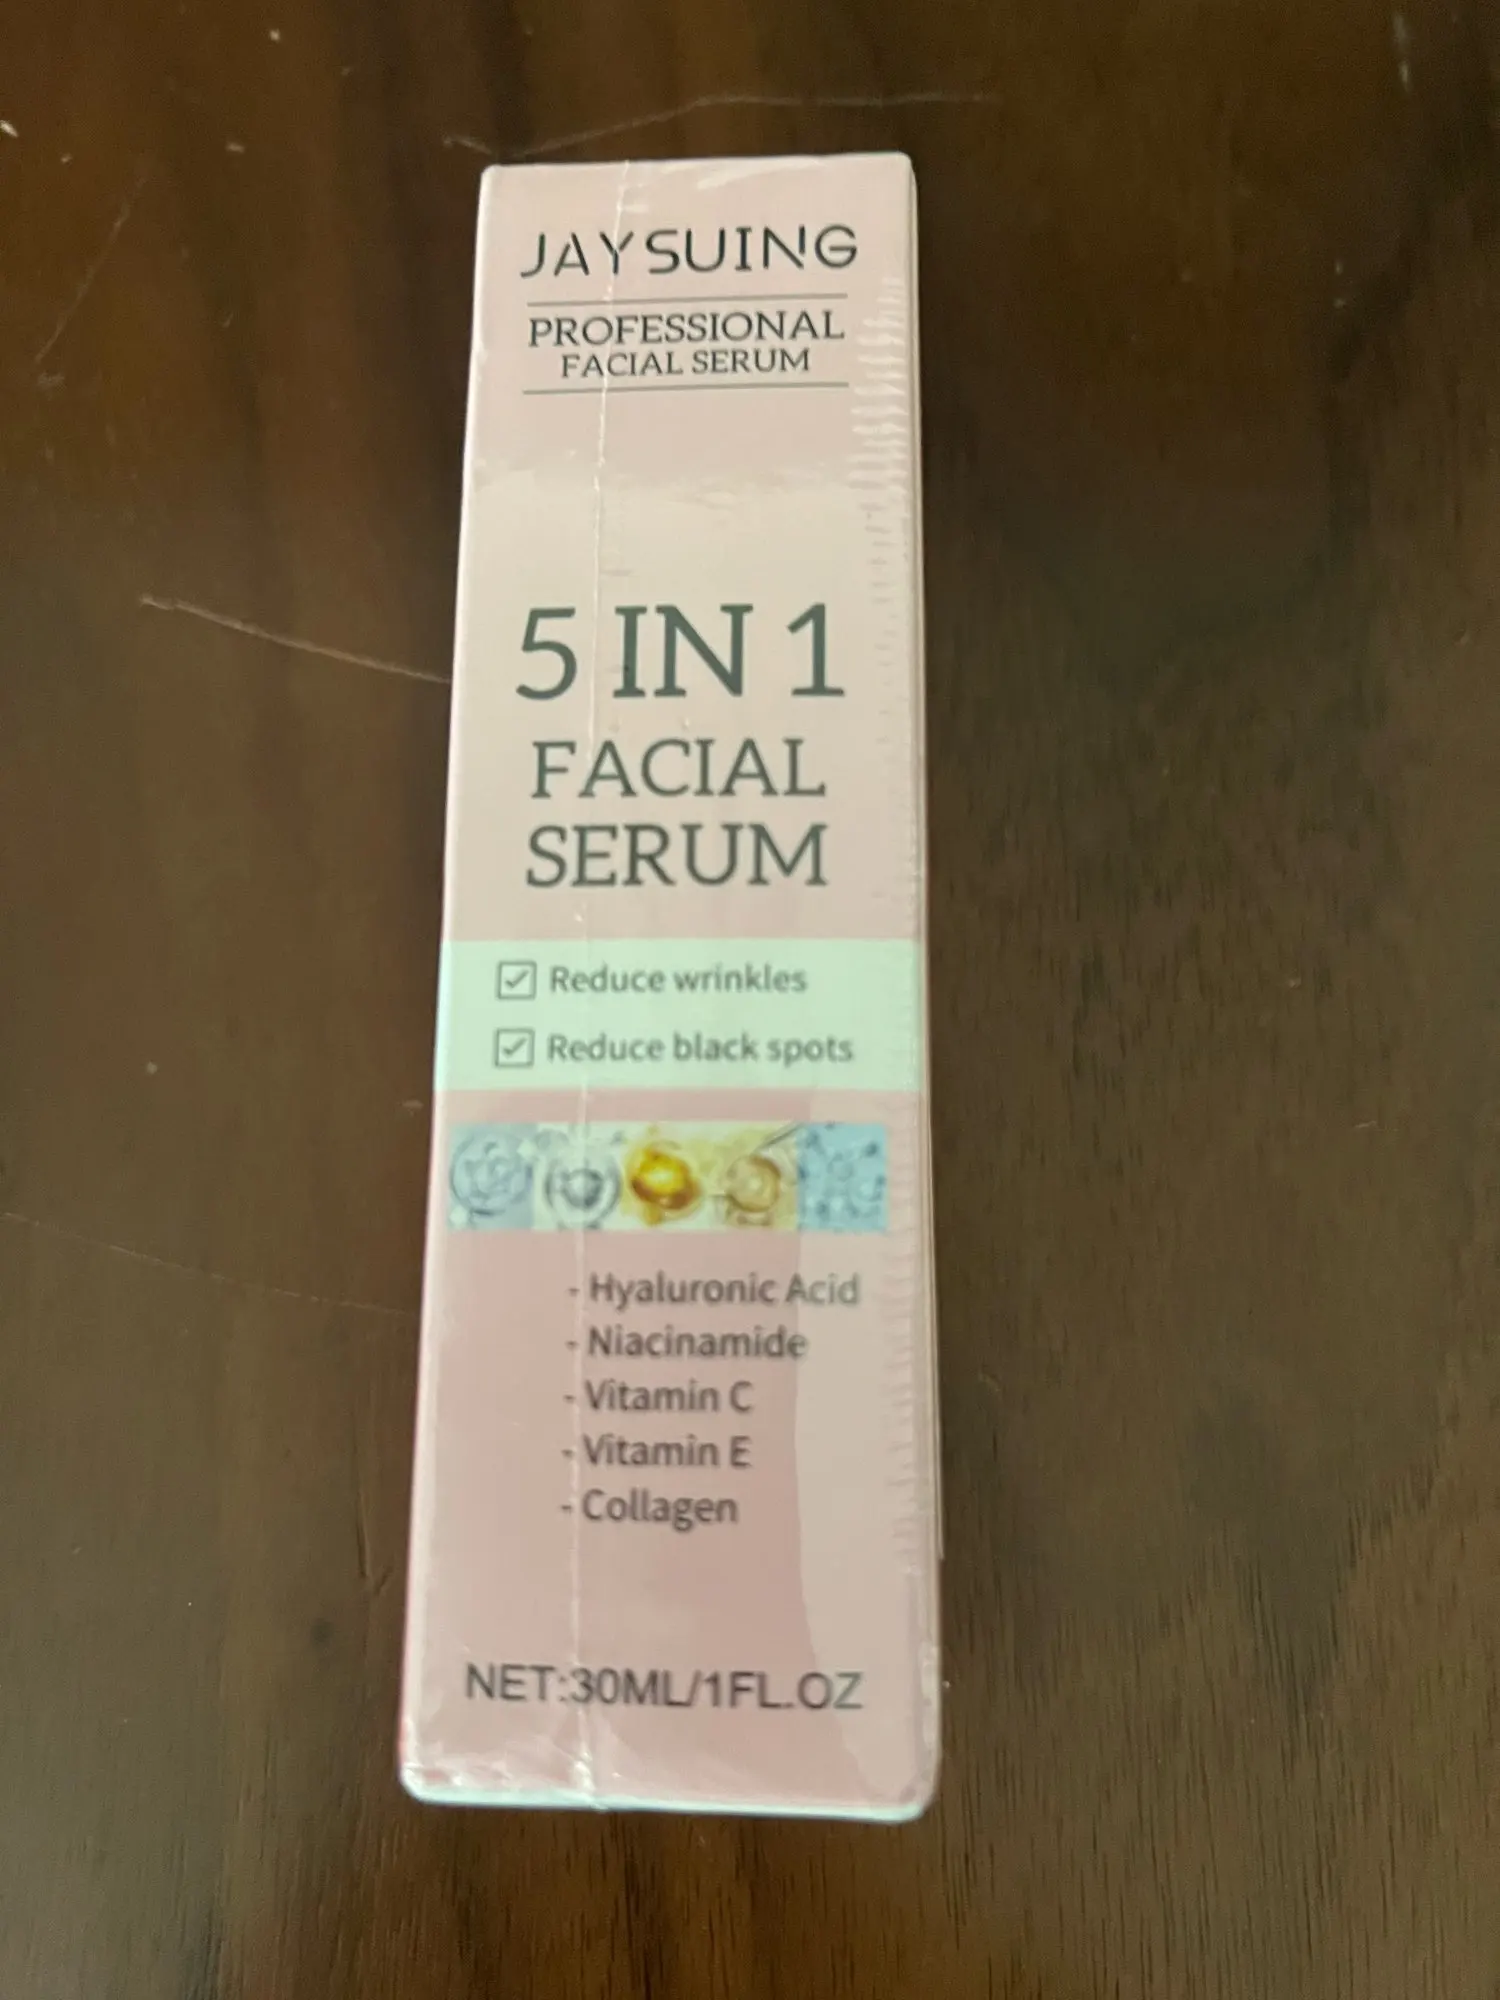 JAYSUING
PROFESSIONAL
FACIAL SERUM
5 IN 1
FACIAL
SERUM
Reduce wrinkles
Reduce black spots
- Hyaluronic Acid
- Niacinamide
- Vitamin C
- Vitamin E
- Collagen
NET:30ML/1FL.OZ